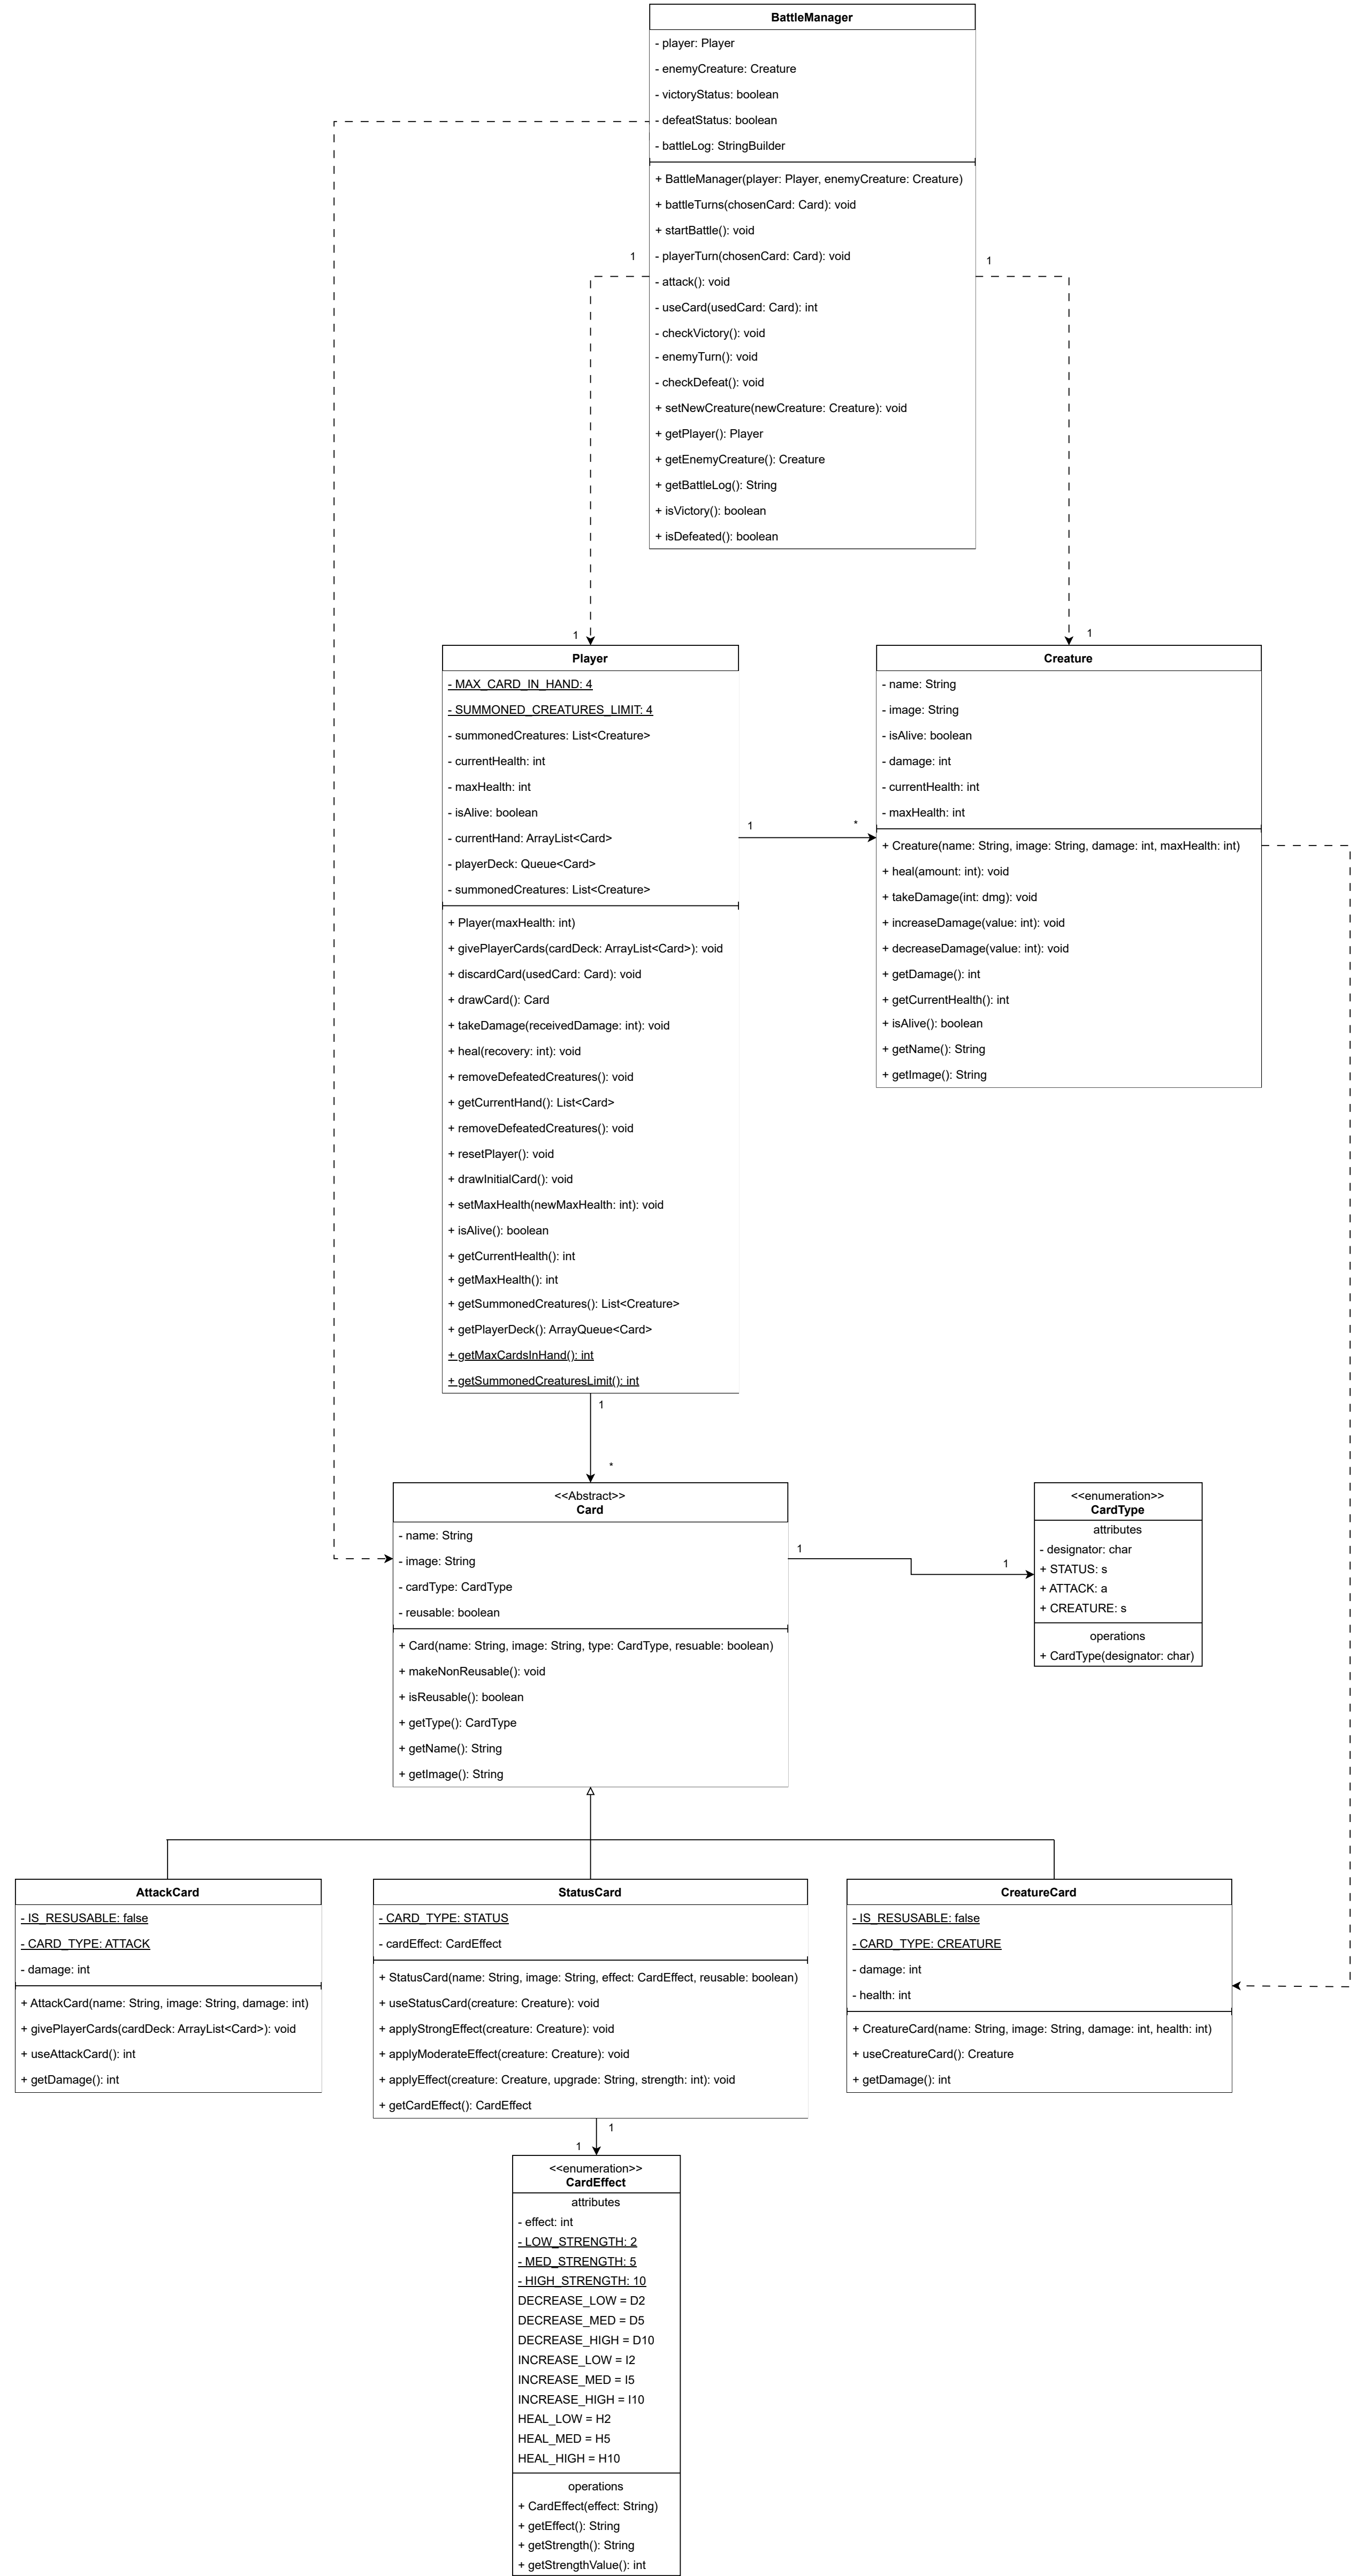 BattleManager
- player: Player
- enemyCreature: Creature
- victoryStatus: boolean
- defeatStatus: boolean
- battleLog: StringBuilder
+ BattleManager(player: Player, enemyCreature: Creature)
+ battleTurns(chosenCard: Card): void
+ startBattle(): void
- playerTurn(chosenCard: Card): void
- attack(): void
- useCard(usedCard: Card): int
- checkVictory(): void
- enemyTurn(): void
- checkDefeat(): void
+ setNewCreature(newCreature: Creature): void
+ getPlayer(): Player
+ getEnemyCreature(): Creature
+ getBattleLog(): String
+ isVictory(): boolean
+ isDefeated(): boolean
1
1
1
1
Player
- MAX_CARD_IN_HAND: 4
- SUMMONED_CREATURES_LIMIT: 4
- summonedCreatures: List<Creature>
- currentHealth: int
- maxHealth: int
- isAlive: boolean
- currentHand: ArrayList<Card>
- playerDeck: Queue<Card>
- summonedCreatures: List<Creature>
+ Player(maxHealth: int)
+ givePlayerCards(cardDeck: ArrayList<Card>): void
+ discardCard(usedCard: Card): void
+ drawCard(): Card
+ takeDamage(receivedDamage: int): void
+ heal(recovery: int): void
+ removeDefeatedCreatures(): void
+ getCurrentHand(): List<Card>
+ removeDefeatedCreatures(): void
+ resetPlayer(): void
+ drawInitialCard(): void
+ setMaxHealth(newMaxHealth: int): void
+ isAlive(): boolean
+ getCurrentHealth(): int
+ getMaxHealth(): int
+ getSummonedCreatures(): List<Creature>
+ getPlayerDeck(): ArrayQueue<Card>
+ getMaxCardsInHand(): int
+ getSummonedCreaturesLimit(): int
1
*
Creature
- name: String
- image: String
- isAlive: boolean
- damage: int
- currentHealth: int
- maxHealth: int
+ Creature(name: String, image: String, damage: int, maxHealth: int)
+ heal(amount: int): void
+ takeDamage(int: dmg): void
+ increaseDamage(value: int): void
+ decreaseDamage(value: int): void
+ getDamage(): int
+ getCurrentHealth(): int
+ isAlive(): boolean
+ getName(): String
+ getImage(): String
1
*
<<Abstract>>
Card
- name: String
- image: String
- cardType: CardType
- reusable: boolean
+ Card(name: String, image: String, type: CardType, resuable: boolean)
+ makeNonReusable(): void
+ isReusable(): boolean
+ getType(): CardType
+ getName(): String
+ getImage(): String
1
1
<<enumeration>>
CardType
attributes
- designator: char
+ STATUS: s
+ ATTACK: a
+ CREATURE: s
operations
+ CardType(designator: char)
AttackCard
- IS_RESUSABLE: false
- CARD_TYPE: ATTACK
- damage: int
+ AttackCard(name: String, image: String, damage: int)
+ givePlayerCards(cardDeck: ArrayList<Card>): void
+ useAttackCard(): int
+ getDamage(): int
StatusCard
- CARD_TYPE: STATUS
- cardEffect: CardEffect
+ StatusCard(name: String, image: String, effect: CardEffect, reusable: boolean)
+ useStatusCard(creature: Creature): void
+ applyStrongEffect(creature: Creature): void
+ applyModerateEffect(creature: Creature): void
+ applyEffect(creature: Creature, upgrade: String, strength: int): void
+ getCardEffect(): CardEffect
CreatureCard
- IS_RESUSABLE: false
- CARD_TYPE: CREATURE
- damage: int
- health: int
+ CreatureCard(name: String, image: String, damage: int, health: int)
+ useCreatureCard(): Creature
+ getDamage(): int
1
1
<<enumeration>>
CardEffect
attributes
- effect: int
- LOW_STRENGTH: 2
- MED_STRENGTH: 5
- HIGH_STRENGTH: 10
DECREASE_LOW = D2
DECREASE_MED = D5
DECREASE_HIGH = D10
INCREASE_LOW = I2
INCREASE_MED = I5
INCREASE_HIGH = I10
HEAL_LOW = H2
HEAL_MED = H5
HEAL_HIGH = H10
operations
+ CardEffect(effect: String)
+ getEffect(): String
+ getStrength(): String
+ getStrengthValue(): int